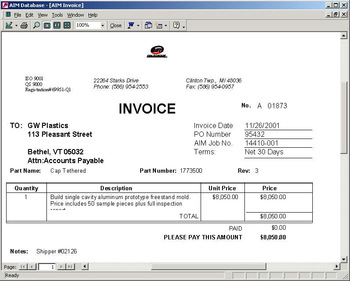 AIM Database - [AIM Invoice]
File Edit View Tools Window Help
100% Close
ISO 9001
QS 9000
22264 Starks Drive Clinton Twp., MI 48036
Phone: (586) 954-2553 Fax: (586) 954-0957
INVOICE
No. A 01873
TO: GW Plastics Invoice Date 11/26/2001
113 Pleasant Street PO Number 95432
AIM Job No. 14410-001
Bethel, VT 05032 Terms: Net 30 Days
Attn:Accounts Payable
Part Name: Cap Tethered Part Number: 1773500 Rev: 3
Quantity Description Unit Price Price
1 Build single cavity aluminum prototype freestand mold. $8,050.00 $8,050.00
Price includes 50 sample pieces plus full inspection
TOTAL $8,050.00
PAID $0.00
PLEASE PAY THIS AMOUNT $8,050.00
Notes: Shipper #02126
Page: 1
Ready